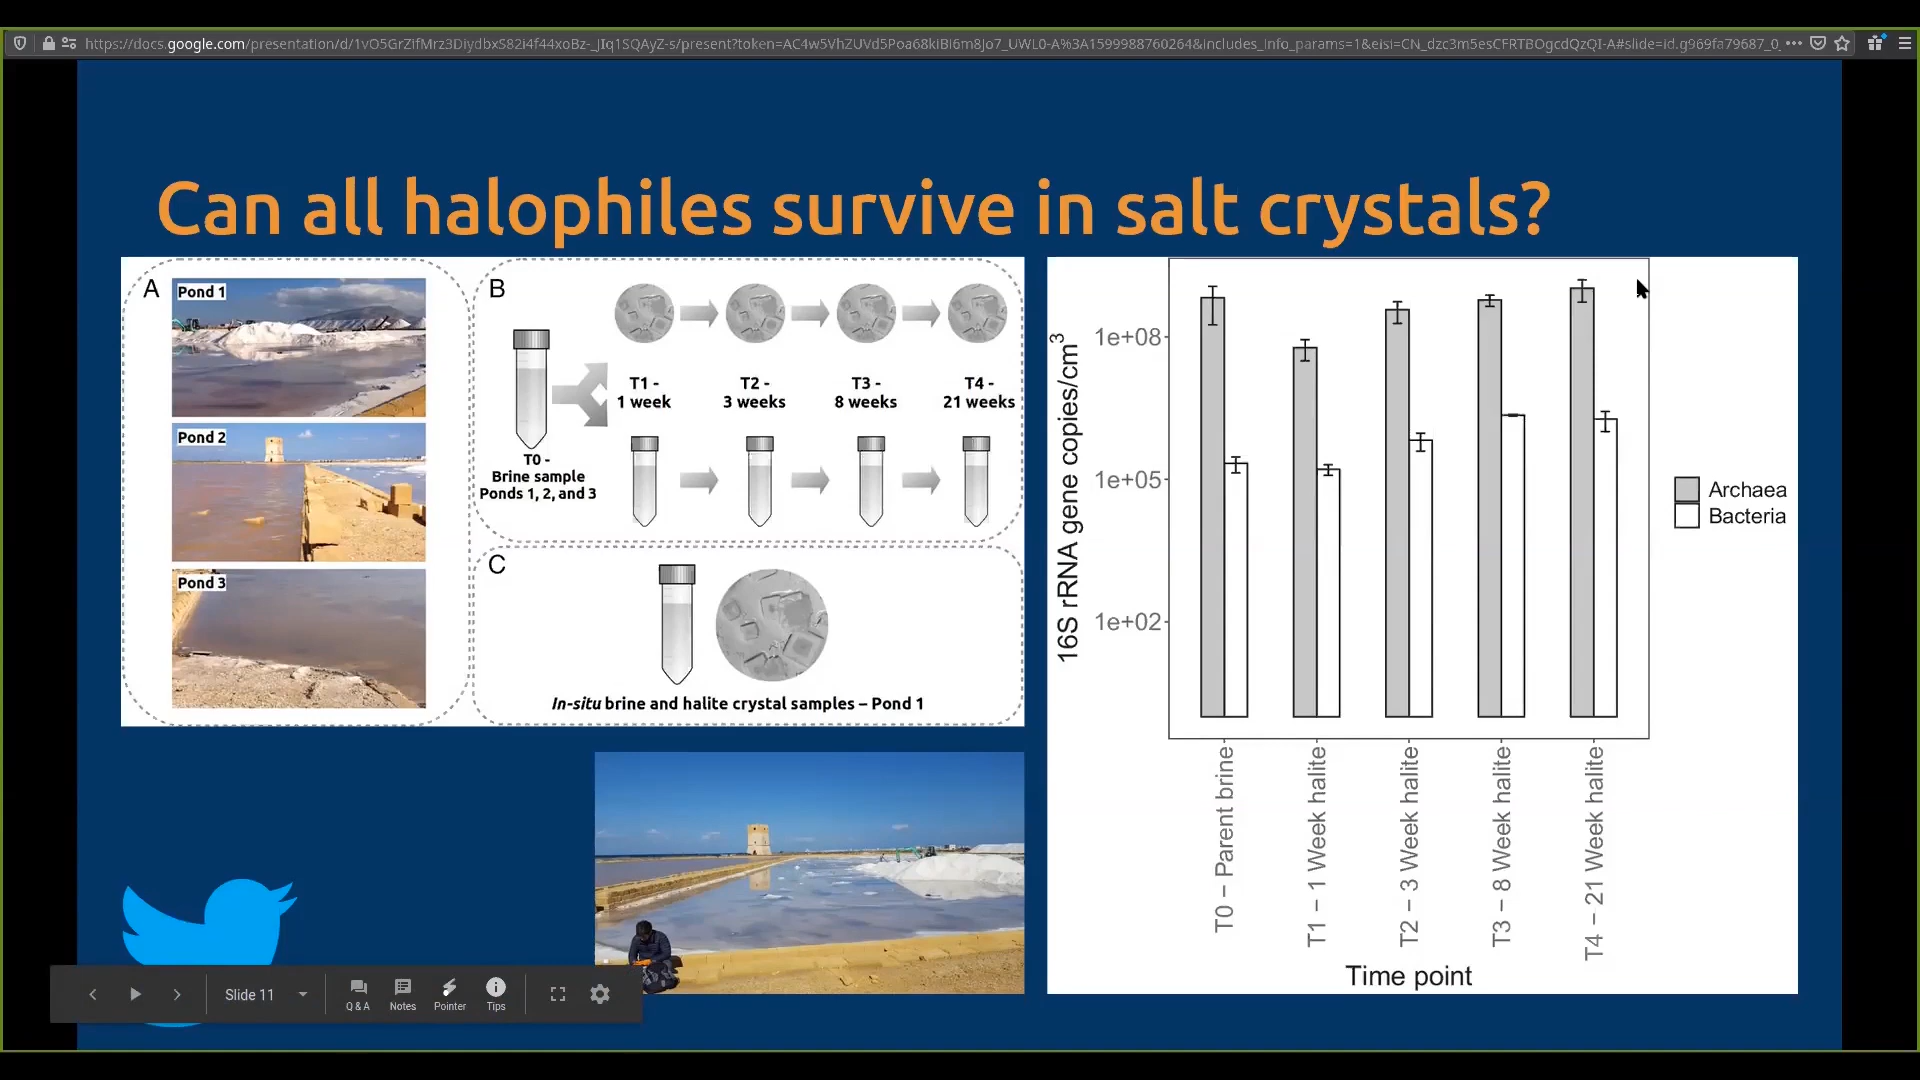 https://docs.google.com/presentation/d/1vO5GrZifMrz3DiydbxS82i4f44xoBz-_JIq1SQAyZ-s/present?token=AC4w5VhZUVd5Poa68kiBi6m8Jo7_UWL0-A%3A1599988760264&includes_info_params=1&eisi=CN_dzc3m5esCFRTBOgcdQzQI-A#slide=id.g969fa79687_0_
Can all halophiles survive in salt crystals?
A
Pond 1
Pond 2
Pond 3
B
T1 -
1 week
T2 -
3 weeks
T3 -
8 weeks
T4 -
21 weeks
T0 -
Brine sample
Ponds 1, 2, and 3
C
In-situ brine and halite crystal samples – Pond 1
16S rRNA gene copies/cm3
1e+08
1e+05
1e+02
Archaea
Bacteria
T0 – Parent brine
T1 – 1 Week halite
T2 – 3 Week halite
T3 – 8 Week halite
T4 – 21 Week halite
Time point
Slide 11
Q & A
Notes
Pointer
Tips